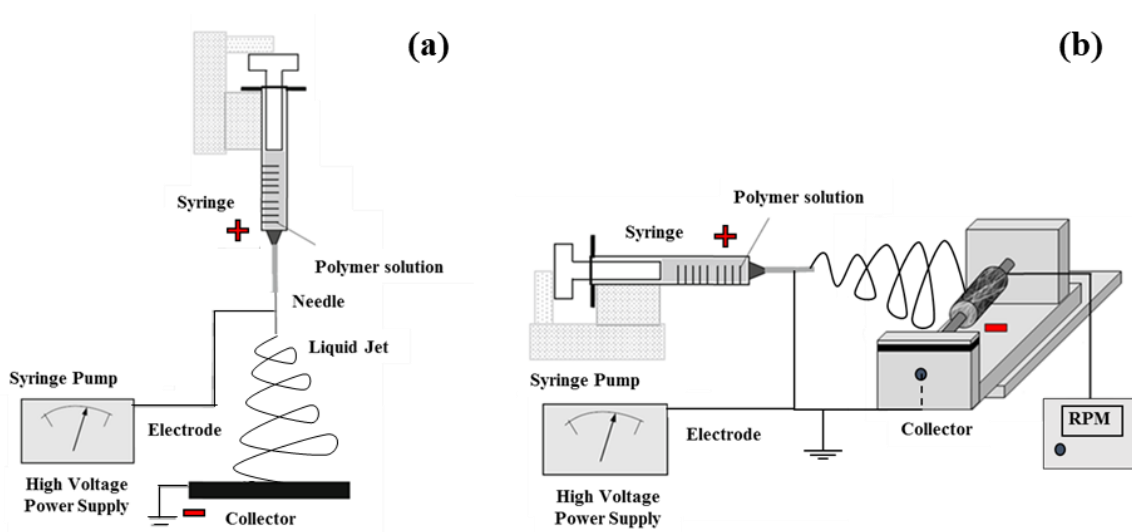 (a)
Syringe
Polymer solution
Needle
Liquid Jet
Syringe Pump
Electrode
High Voltage
Power Supply
Collector
(b)
Polymer solution
Syringe
Syringe Pump
Electrode
Collector
RPM
High Voltage
Power Supply